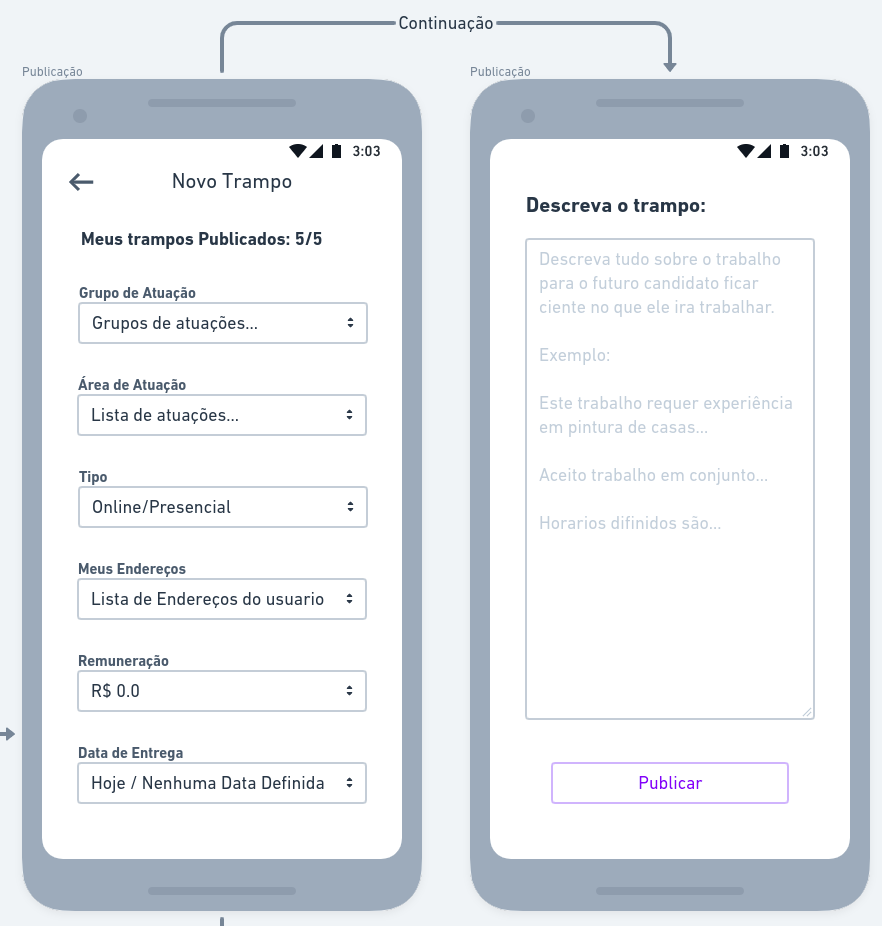 Continuação
Publicação
3:03
Novo Trampo
Meus trampos Publicados: 5/5
Grupo de Atuação
Grupos de atuações...
Área de Atuação
Lista de atuações...
Tipo
Online/Presencial
Meus Endereços
Lista de Endereços do usuario
Remuneração
R$ 0.0
Data de Entrega
Hoje / Nenhuma Data Definida
Publicação
3:03
Descreva o trampo:
Descreva tudo sobre o trabalho
para o futuro candidato ficar
ciente no que ele ira trabalhar.
Exemplo:
Este trabalho requer experiência
em pintura de casas...
Aceito trabalho em conjunto...
Horarios difinidos são...
Publicar